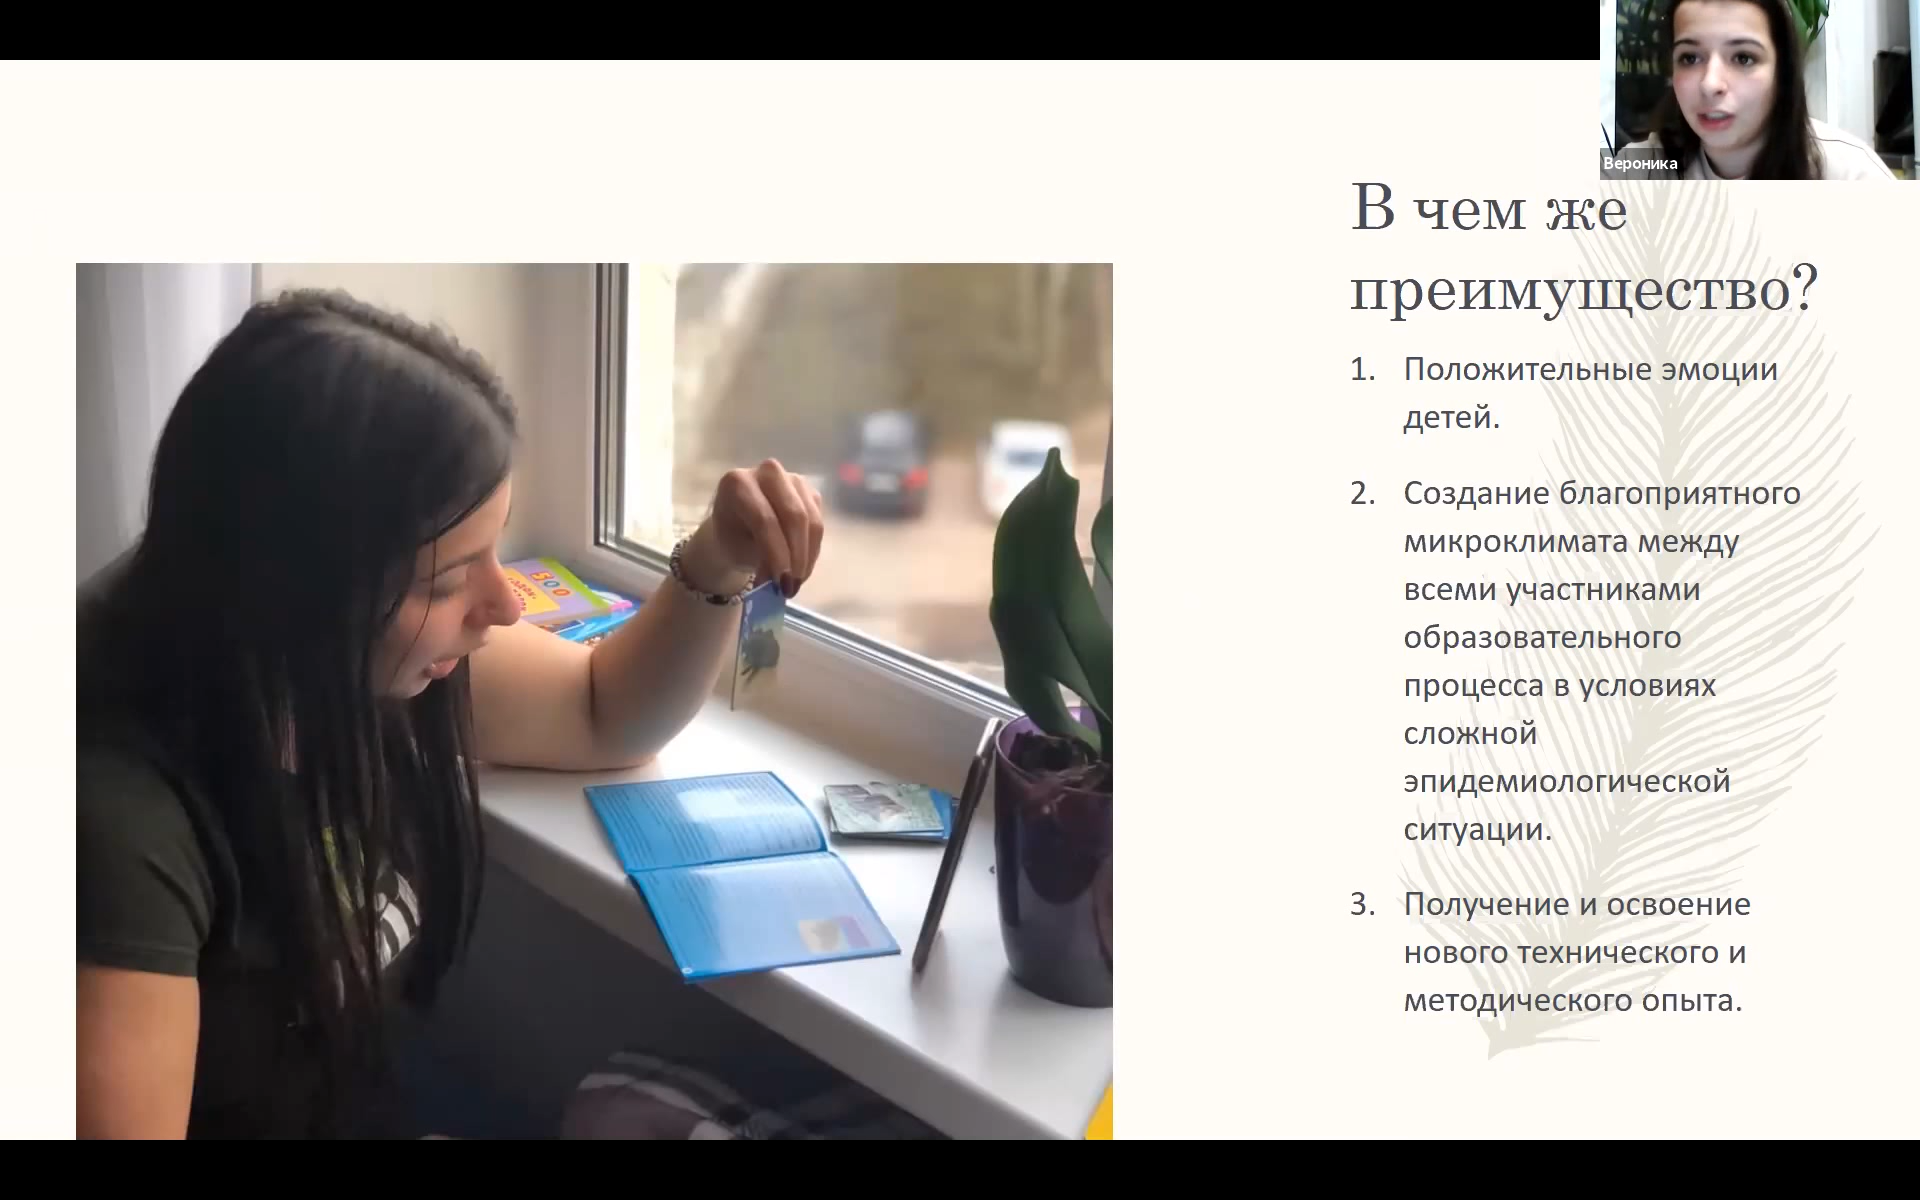 Вероника
В чем же
преимущество?
1. Положительные эмоции
детей.
2. Создание благоприятного
микроклимата между
всеми участниками
образовательного
процесса в условиях
сложной
эпидемиологической
ситуации.
3. Получение и освоение
нового технического и
методического опыта.
500